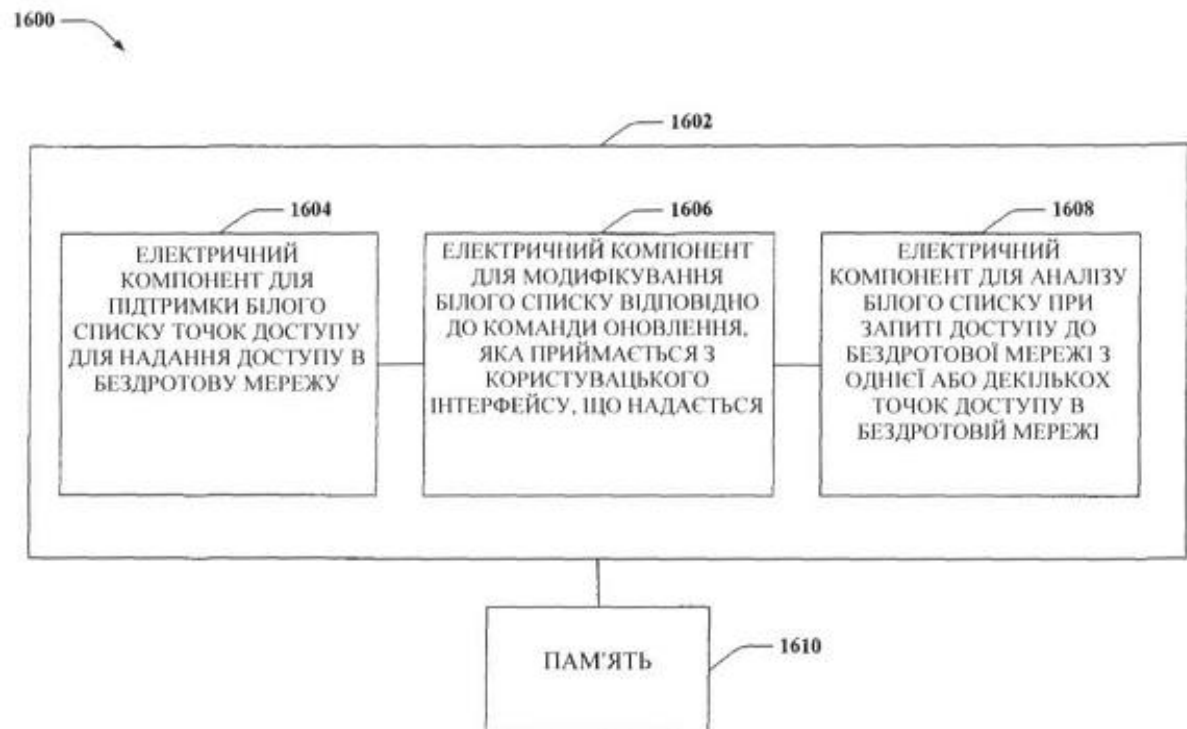 1600
1602
1604
1606
1608
ЕЛЕКТРИЧНИЙ
КОМПОНЕНТ ДЛЯ
ПІДТРИМКИ БІЛОГО
СПИСКУ ТОЧОК ДОСТУПУ
ДЛЯ НАДАННЯ ДОСТУПУ В
БЕЗДРОТОВУ МЕРЕЖУ
ЕЛЕКТРИЧНИЙ КОМПОНЕНТ
ДЛЯ МОДИФІКУВАННЯ
БІЛОГО СПИСКУ ВІДПОВІДНО
ДО КОМАНДИ ОНОВЛЕННЯ,
ЯКА ПРИЙМАЄТЬСЯ З
КОРИСТУВАЦЬКОГО
ІНТЕРФЕЙСУ, ЩО НАДАЄТЬСЯ
ЕЛЕКТРИЧНИЙ
КОМПОНЕНТ ДЛЯ АНАЛІЗУ
БІЛОГО СПИСКУ ПРИ
ЗАПИТІ ДОСТУПУ ДО
БЕЗДРОТОВОЇ МЕРЕЖІ З
ОДНІЄЇ АБО ДЕКІЛЬКОХ
ТОЧОК ДОСТУПУ В
БЕЗДРОТОВІЙ МЕРЕЖІ
ПАМ'ЯТЬ
1610